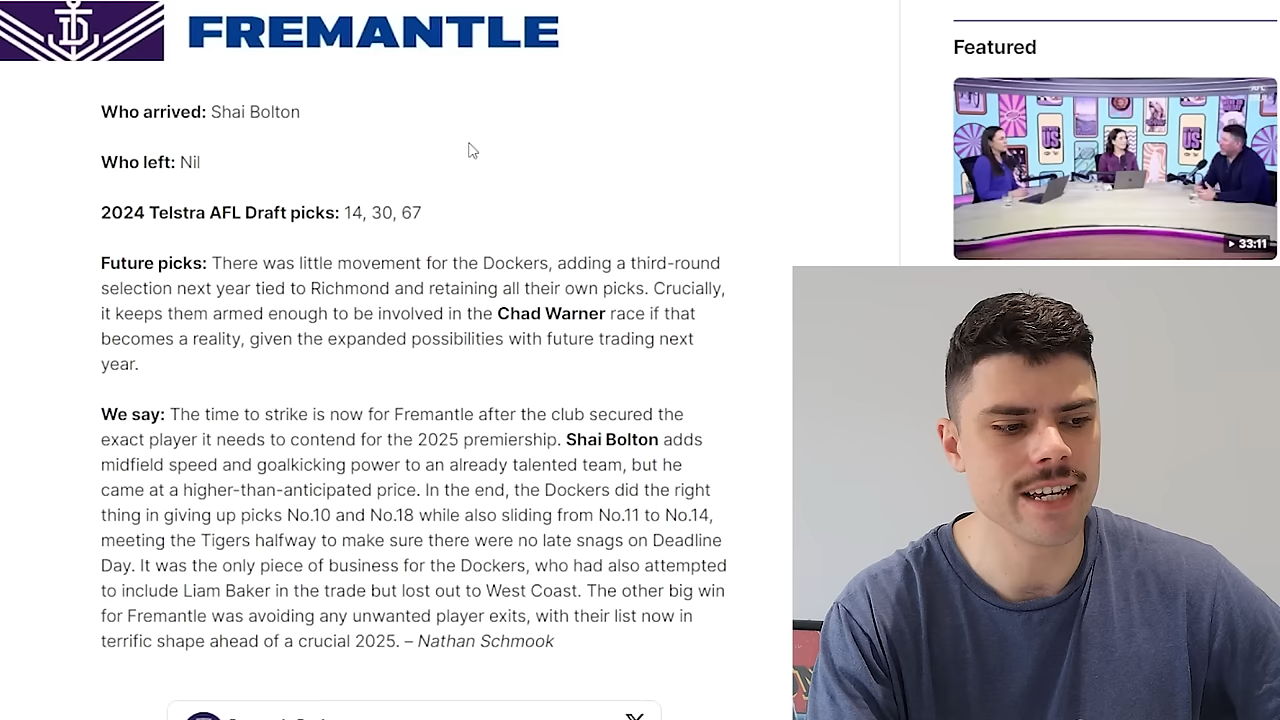 FREMANTLE
Featured
Who arrived: Shai Bolton
Who left: Nil
2024 Telstra AFL Draft picks: 14, 30, 67
Future picks: There was little movement for the Dockers, adding a third-round
selection next year tied to Richmond and retaining all their own picks. Crucially,
it keeps them armed enough to be involved in the Chad Warner race if that
becomes a reality, given the expanded possibilities with future trading next
year.
We say: The time to strike is now for Fremantle after the club secured the
exact player it needs to contend for the 2025 premiership. Shai Bolton adds
midfield speed and goalkicking power to an already talented team, but he
came at a higher-than-anticipated price. In the end, the Dockers did the right
thing in giving up picks No.10 and No.18 while also sliding from No.11 to No.14,
meeting the Tigers halfway to make sure there were no late snags on Deadline
Day. It was the only piece of business for the Dockers, who had also attempted
to include Liam Baker in the trade but lost out to West Coast. The other big win
for Fremantle was avoiding any unwanted player exits, with their list now in
terrific shape ahead of a crucial 2025. – Nathan Schmook
US
US
33:11